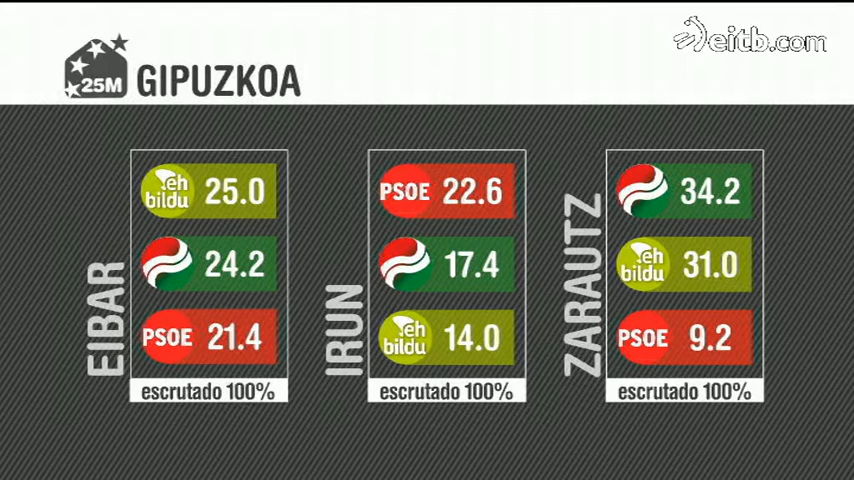 eitb.com
25M
GIPUZKOA
EIBAR
eh bildu 25.0
24.2
PSOE 21.4
escrutado 100%
IRUN
PSOE 22.6
17.4
eh bildu 14.0
escrutado 100%
ZARAUTZ
34.2
eh bildu 31.0
PSOE 9.2
escrutado 100%